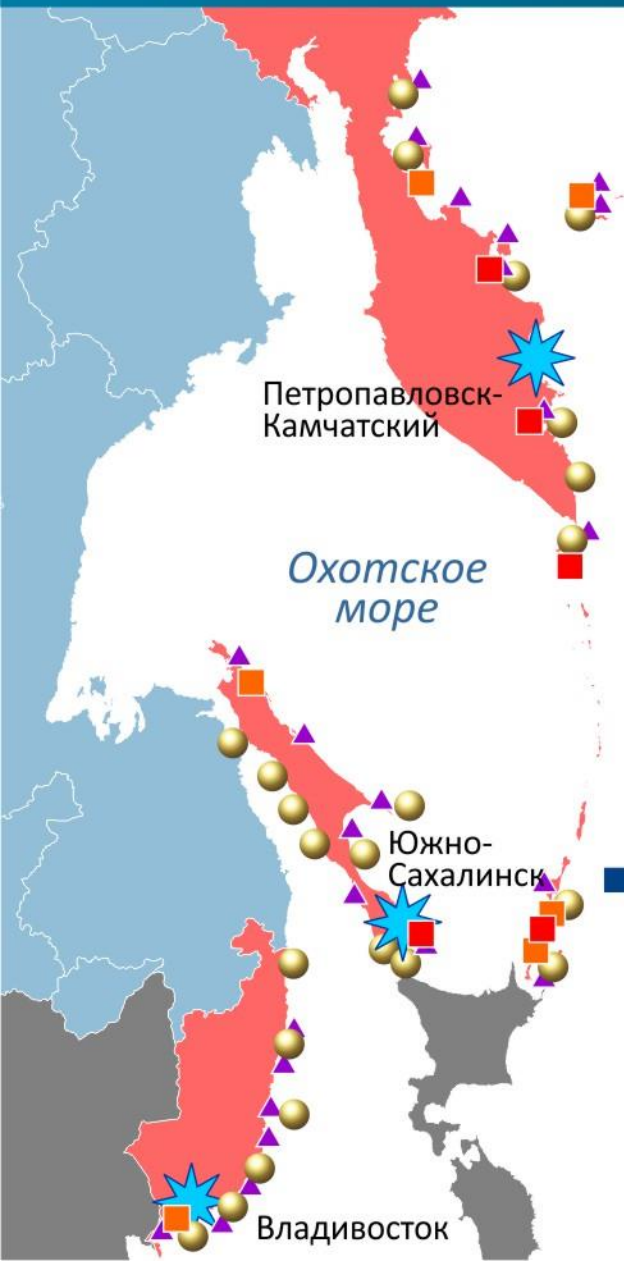 Петропавловск-
Камчатский
Охотское
море
Южно-
Сахалинск
Владивосток